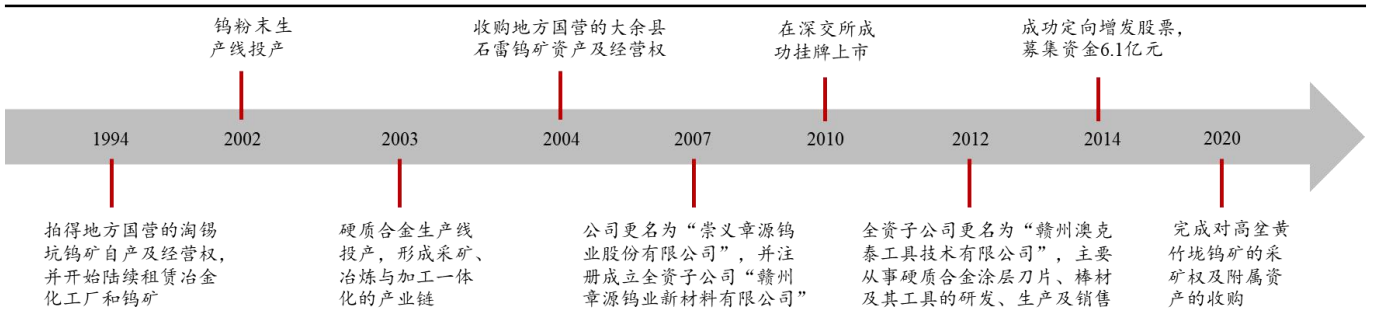 钨粉末生
产线投产
收购地方国营的大余县
石雷钨矿资产及经营权
在深交所成
功挂牌上市
成功定向增发股票，
募集资金6.1亿元
1994
2002
2003
2004
2007
2010
2012
2014
2020
拍得地方国营的淘锡
坑钨矿自产及经营权，
并开始陆续租赁冶金
化工厂和钨矿
硬质合金生产线
投产，形成采矿、
冶炼与加工一体
化的产业链
公司更名为“崇义章源钨
业股份有限公司”，并注
册成立全资子公司“赣州
章源钨业新材料有限公司”
全资子公司更名为“赣州澳克
泰工具技术有限公司”，主要
从事硬质合金涂层刀片、棒材
及其工具的研发、生产及销售
完成对高坌黄
竹垅钨矿的采
矿权及附属资
产的收购